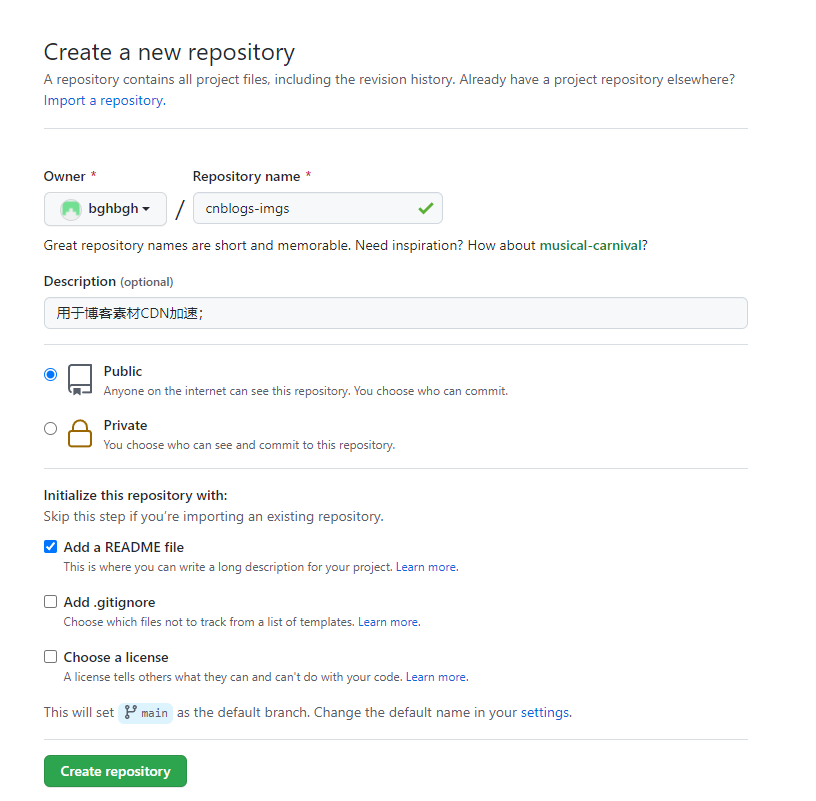 Create a new repository
A repository contains all project files, including the revision history. Already have a project repository elsewhere?
Import a repository.
Owner * Repository name *
bghbgh / cnblogs-imgs
Great repository names are short and memorable. Need inspiration? How about musical-carnival?
Description (optional)
用于博客素材CDN加速；
Public
Anyone on the internet can see this repository. You choose who can commit.
Private
You choose who can see and commit to this repository.
Initialize this repository with:
Skip this step if you're importing an existing repository.
Add a README file
This is where you can write a long description for your project. Learn more.
Add .gitignore
Choose which files not to track from a list of templates. Learn more.
Choose a license
A license tells others what they can and can't do with your code. Learn more.
This will set main as the default branch. Change the default name in your settings.
Create repository